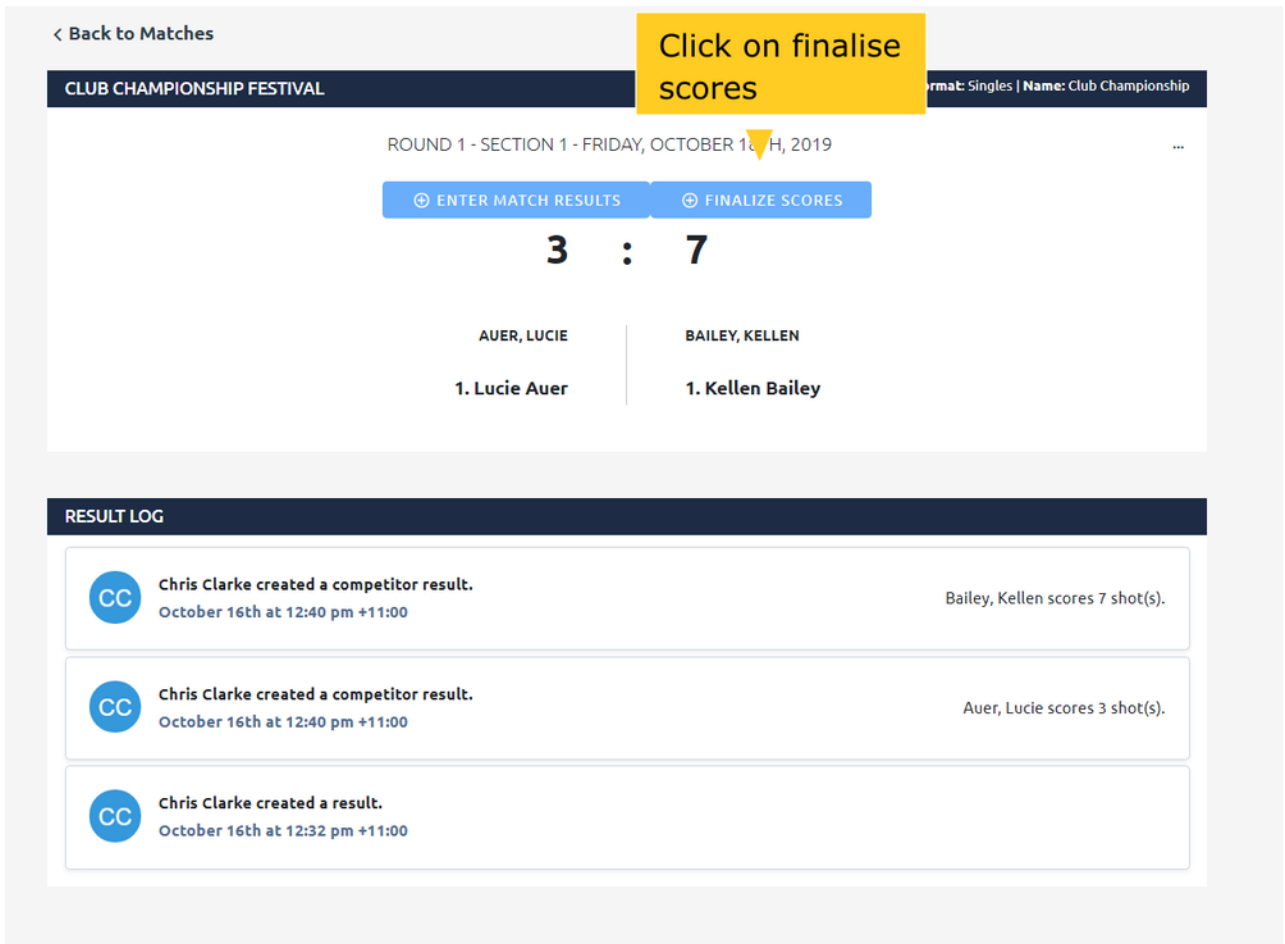 < Back to Matches
Click on finalise
scores
CLUB CHAMPIONSHIP FESTIVAL
Singles | Name: Club Championship
ROUND 1 - SECTION 1 - FRIDAY, OCTOBER H, 2019
...
ENTER MATCH RESULTS
FINALIZE SCORES
3 : 7
AUER, LUCIE
BAILEY, KELLEN
1. Lucie Auer
1. Kellen Bailey
RESULT LOG
CC
Chris Clarke created a competitor result.
October 16th at 12:40 pm +11:00
Bailey, Kellen scores 7 shot(s).
CC
Chris Clarke created a competitor result.
October 16th at 12:40 pm +11:00
Auer, Lucie scores 3 shot(s).
CC
Chris Clarke created a result.
October 16th at 12:32 pm +11:00